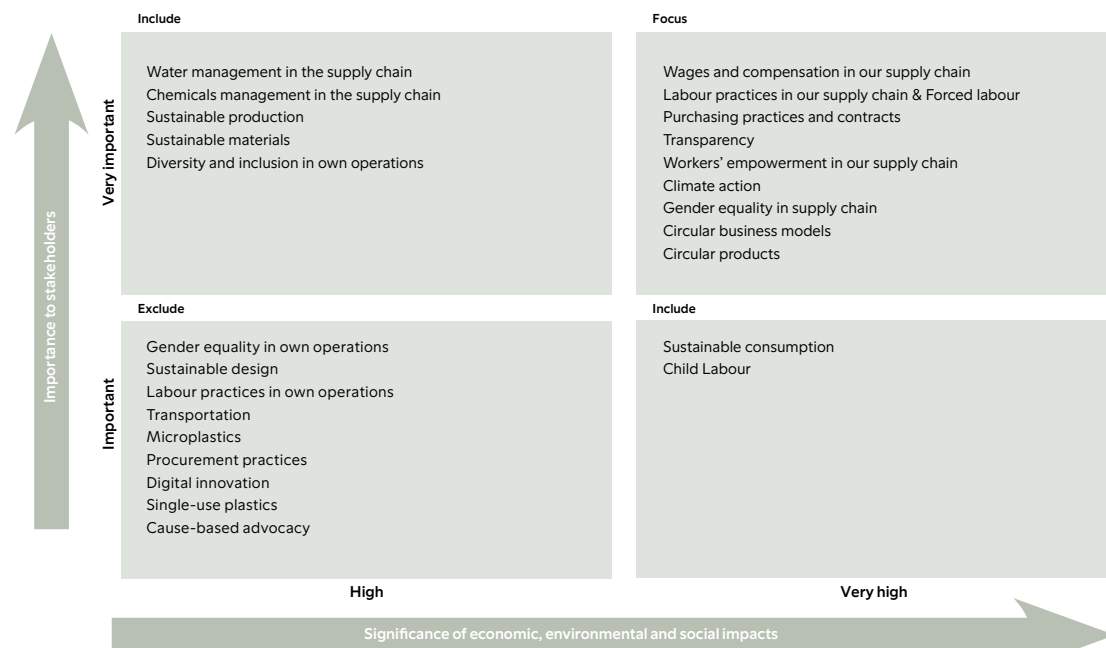 Include
Focus
Water management in the supply chain
Chemicals management in the supply chain
Sustainable production
Sustainable materials
Diversity and inclusion in own operations
Wages and compensation in our supply chain
Labour practices in our supply chain & Forced labour
Purchasing practices and contracts
Transparency
Workers’ empowerment in our supply chain
Climate action
Gender equality in supply chain
Circular business models
Circular products
Very important
Importance to stakeholders
Exclude
Include
Gender equality in own operations
Sustainable design
Labour practices in own operations
Transportation
Microplastics
Procurement practices
Digital innovation
Single-use plastics
Cause-based advocacy
Sustainable consumption
Child Labour
Important
High
Very high
Significance of economic, environmental and social impacts